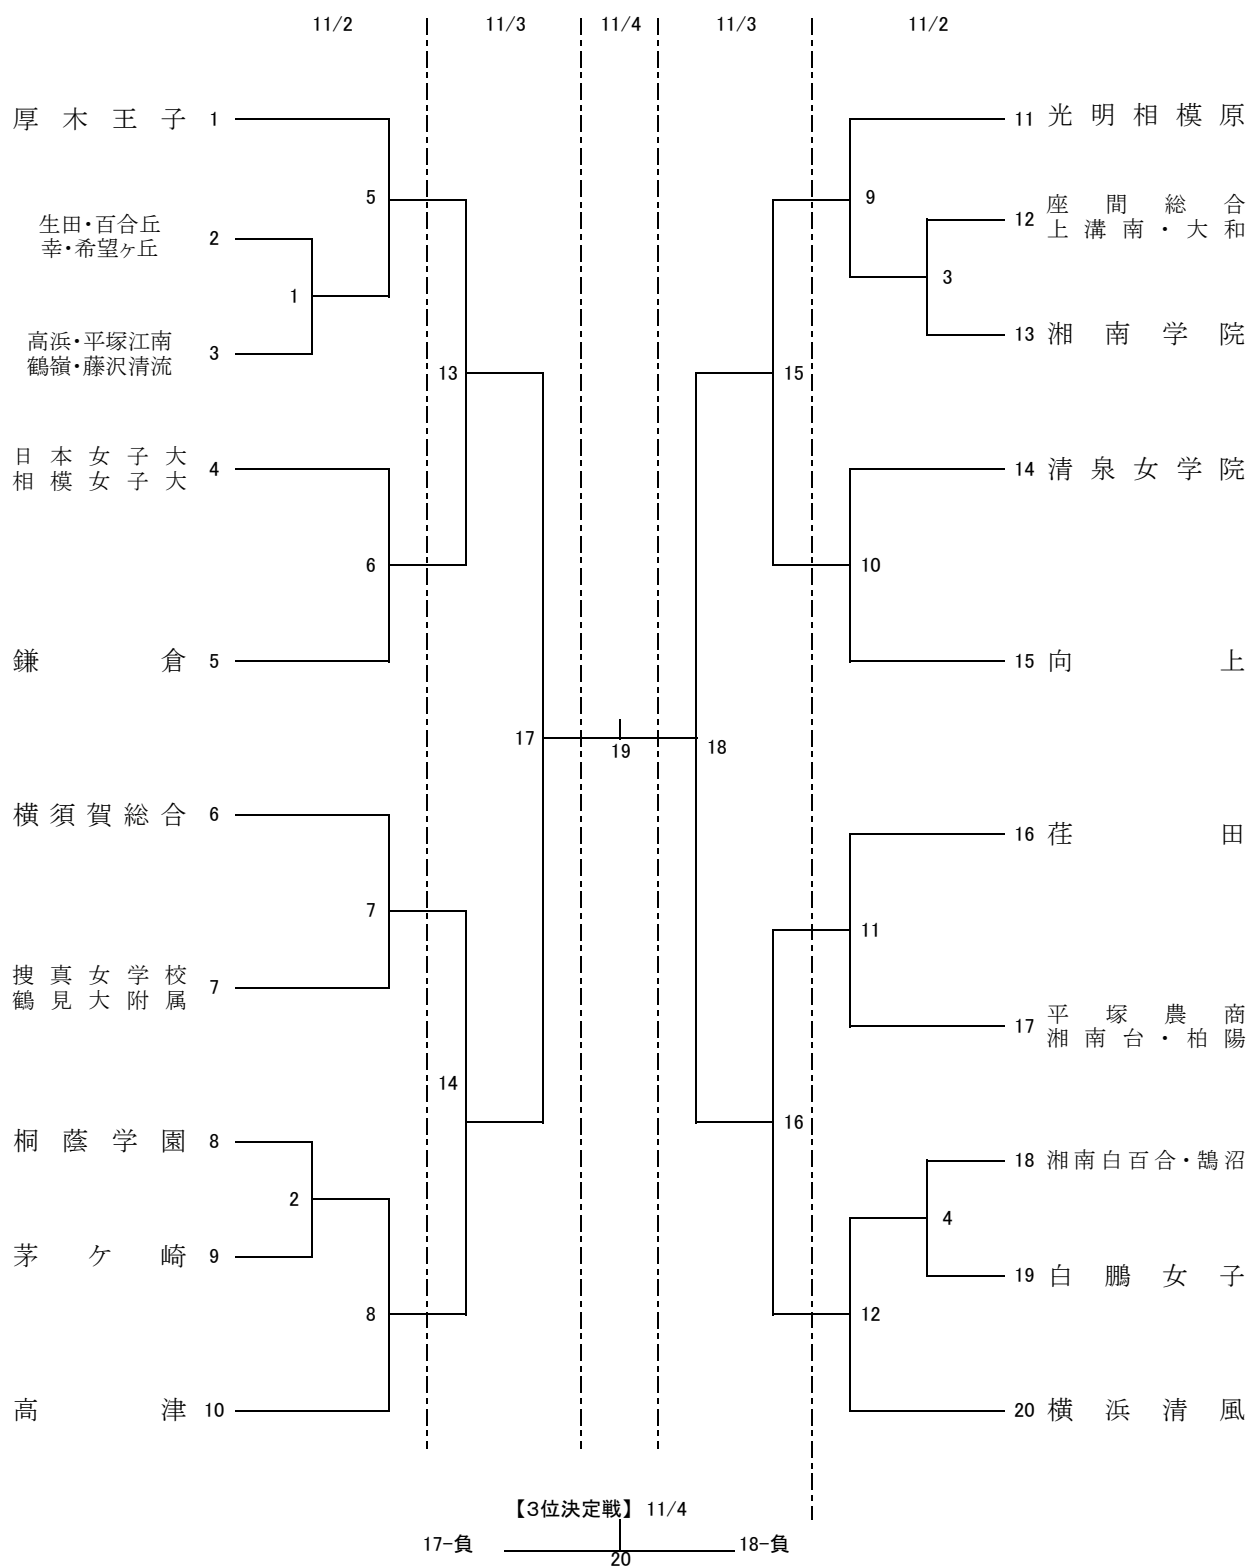 11/2 11/3 11/4 11/3 11/2
厚木王子 1
生田・百合丘
幸・希望ヶ丘
2
高浜・平塚江南
鶴嶺・藤沢清流
3
日本女子大
相模女子大
4
鎌倉 5
横須賀総合 6
捜真女学校
鶴見大附属
7
桐蔭学園 8
茅ケ崎 9
高津 10
5
1
13
6
17
7
14
2
8
19
9
3
15
10
18
11
16
4
12
11 光明相模原
12
座間総合
上溝南・大和
13 湘南学院
14 清泉女学院
15 向上
16 荏田
17
平塚農商
湘南台・柏陽
18 湘南白百合・鵠沼
19 白鵬女子
20 横浜清風
【3位決定戦】 11/4
17-負 18-負
20